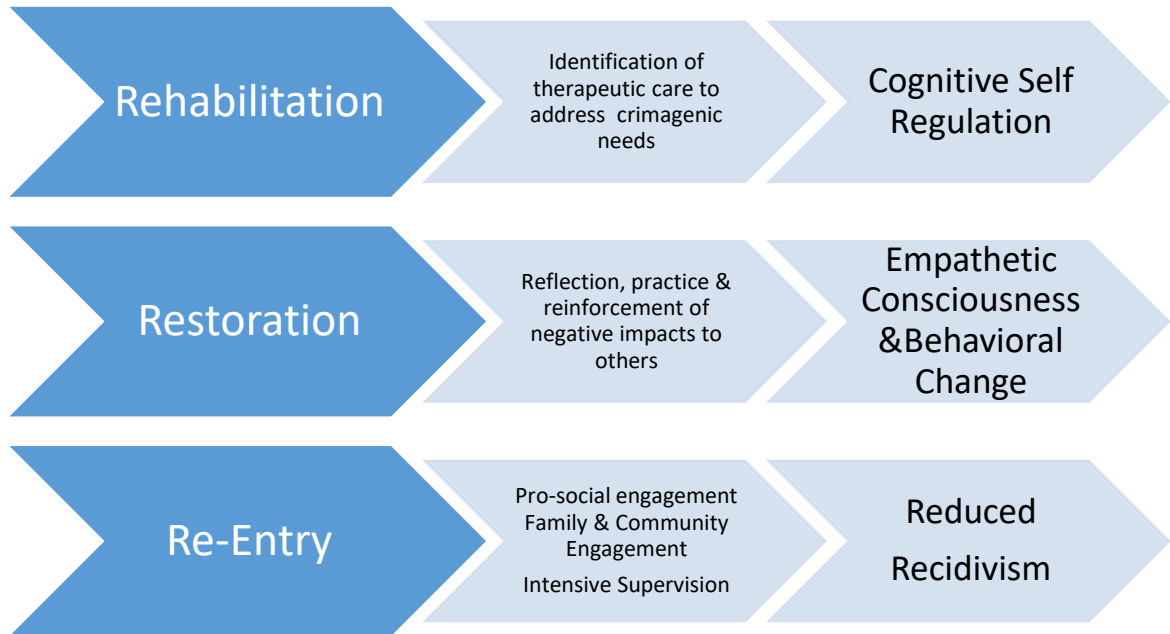 Rehabilitation
Identification of
therapeutic care to
address  crimagenic
needs
Cognitive Self
Regulation
Restoration
Reflection, practice &
reinforcement of
negative impacts to
others
Empathetic
Consciousness
&Behavioral
Change
Re-Entry
Pro-social engagement
Family & Community
Engagement
Intensive Supervision
Reduced
Recidivism